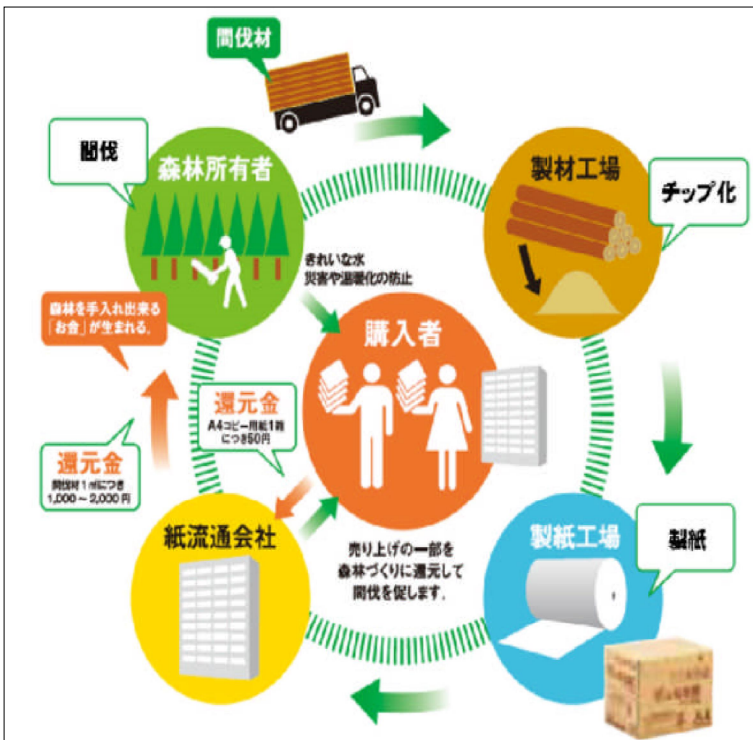 間伐材
間伐
森林所有者
製材工場
チップ化
きれいな水
災害や温暖化の防止
森林を手入れ出来る
「お金」が生まれる。
購入者
還元金
A4コピー用紙1箱
につき50円
還元金
間伐材1㎥につき
1,000～2,000円
紙流通会社
売り上げの一部を
森林づくりに還元して
間伐を促します。
製紙工場
製紙